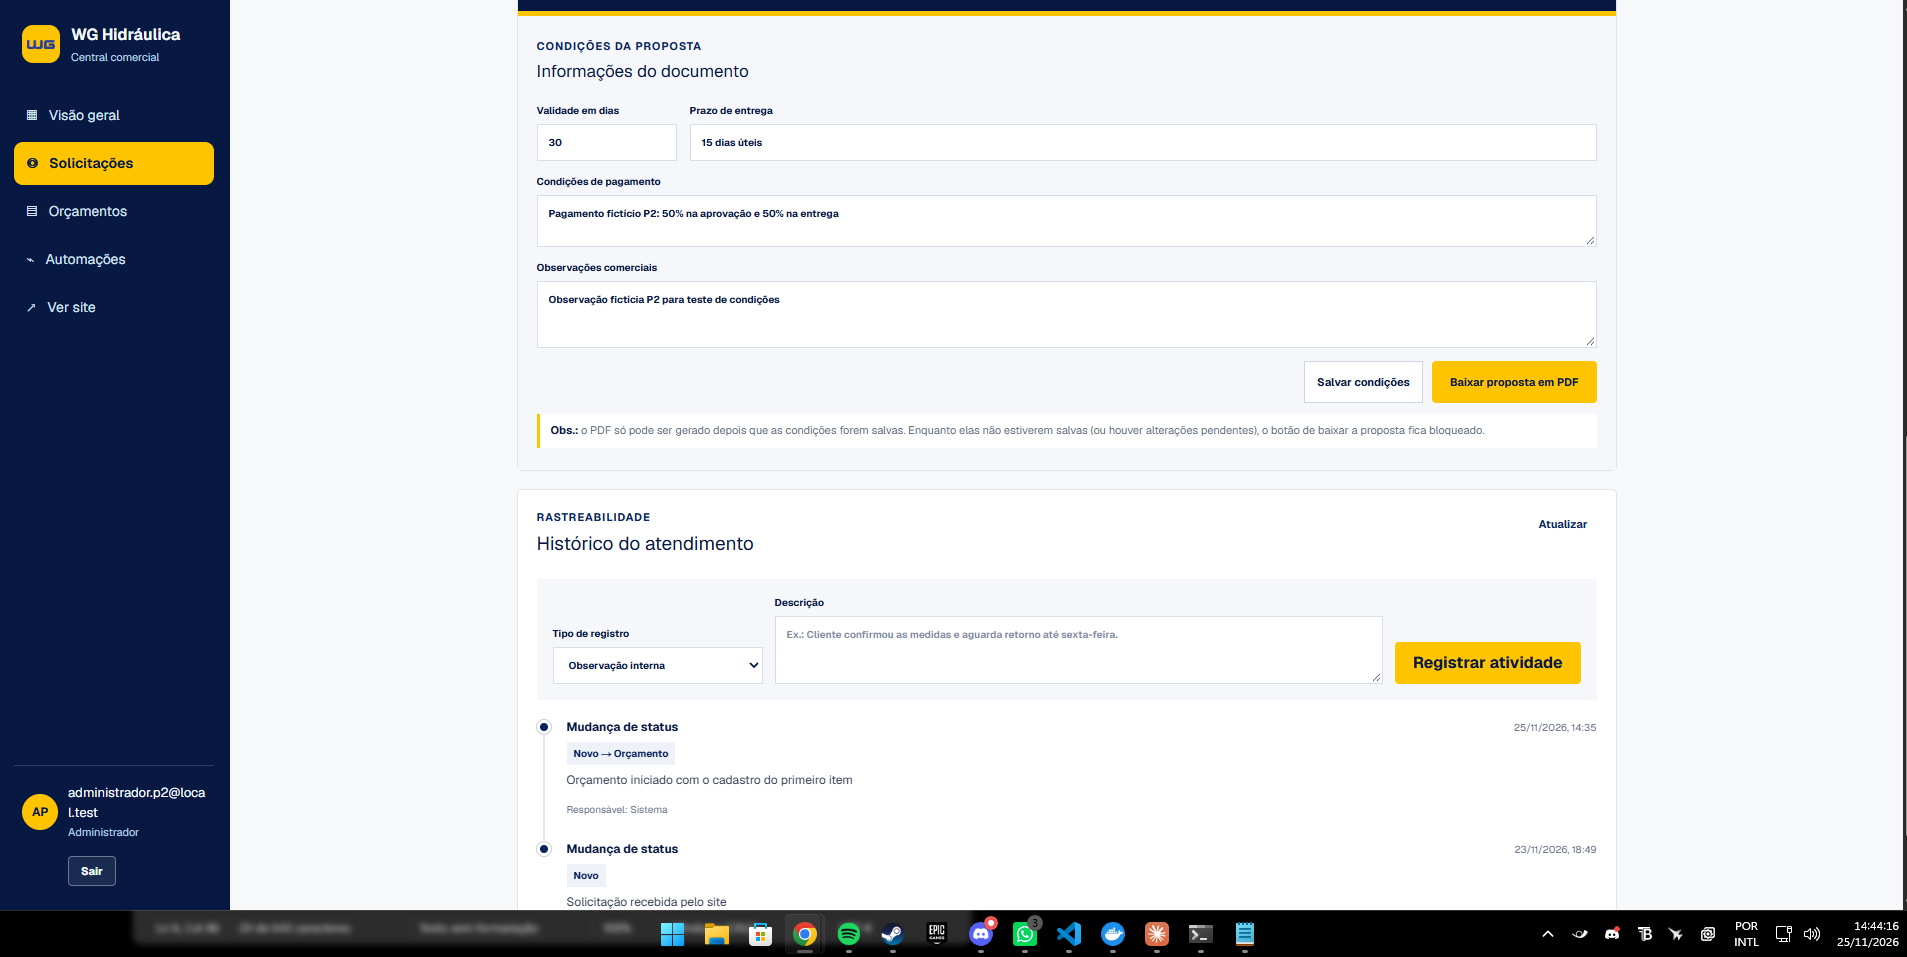 WG
WG Hidráulica
Central comercial
Visão geral
Solicitações
Orçamentos
Automações
Ver site
AP
administrador.p2@loca
l.test
Administrador
Sair
CONDIÇÕES DA PROPOSTA
Informações do documento
Validade em dias
Prazo de entrega
30
15 dias úteis
Condições de pagamento
Pagamento fictício P2: 50% na aprovação e 50% na entrega
Observações comerciais
Observação fictícia P2 para teste de condições
Salvar condições
Baixar proposta em PDF
Obs.: o PDF só pode ser gerado depois que as condições forem salvas. Enquanto elas não estiverem salvas (ou houver alterações pendentes), o botão de baixar a proposta fica bloqueado.
RASTREABILIDADE
Histórico do atendimento
Atualizar
Tipo de registro
Observação interna
Descrição
Ex.: Cliente confirmou as medidas e aguarda retorno até sexta-feira.
Registrar atividade
Mudança de status
25/11/2026, 14:35
Novo → Orçamento
Orçamento iniciado com o cadastro do primeiro item
Responsável: Sistema
Mudança de status
23/11/2026, 18:49
Novo
Solicitação recebida pelo site
EPIC
GAMES
3
POR
INTL
14:44:16
25/11/2026